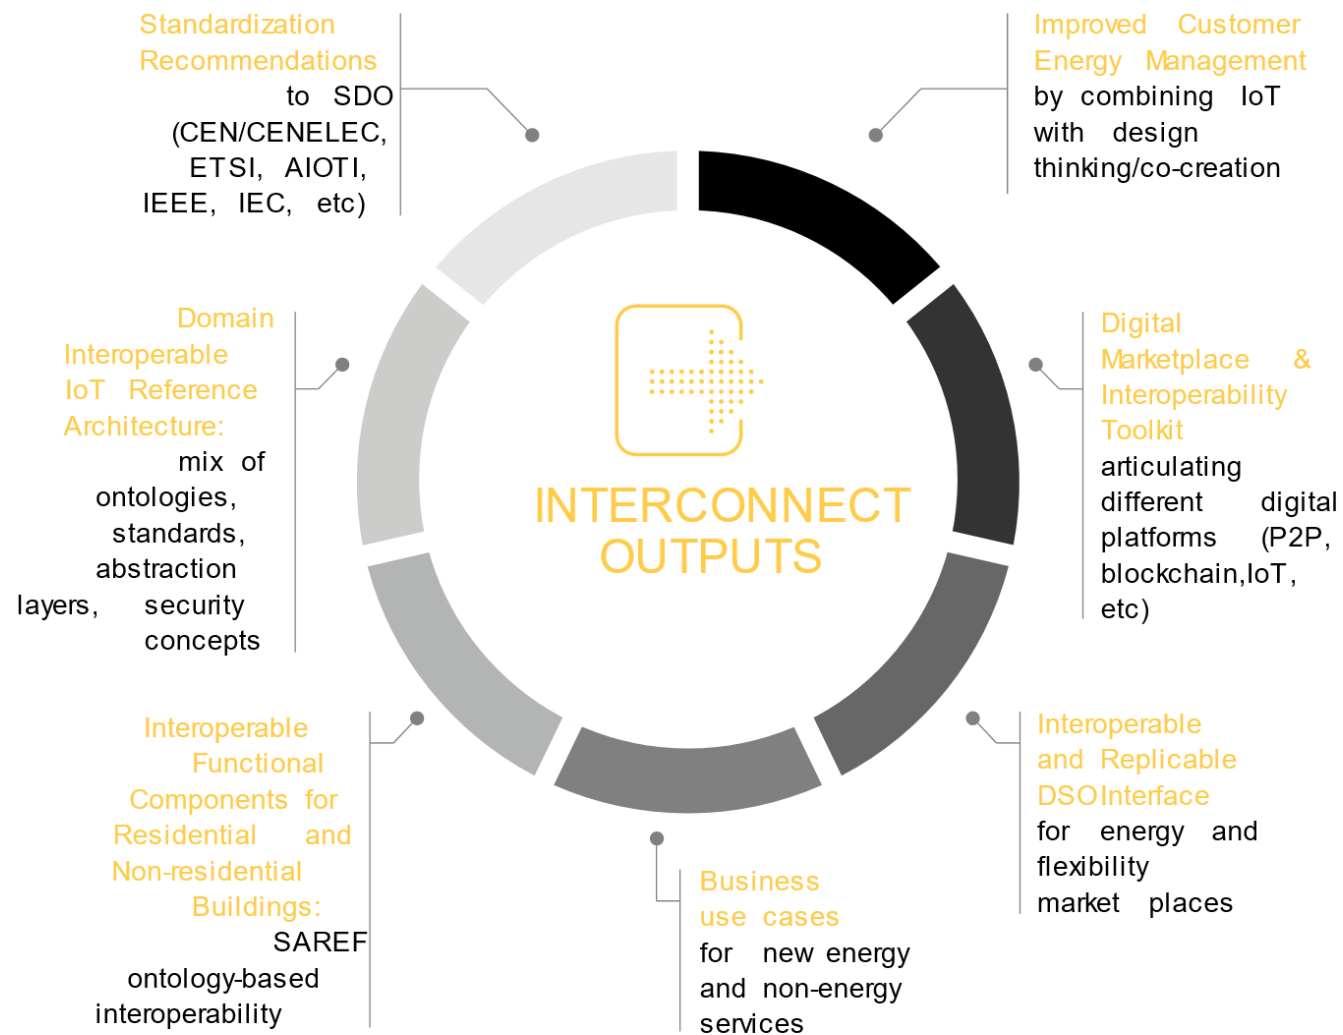 Standardization
Recommendations
to SDO
(CEN/CENELEC,
ETSI, AIOTI,
IEEE, IEC, etc)
Improved Customer
Energy Management
by combining IoT
with design
thinking/co-creation
Domain
Interoperable
IoT Reference
Architecture:
mix of
ontologies,
standards,
abstraction
layers, security
concepts
INTERCONNECT
OUTPUTS
Digital
Marketplace &
Interoperability
Toolkit
articulating
different digital
platforms (P2P,
blockchain,IoT,
etc)
Interoperable
Functional
Components for
Residential and
Non-residential
Buildings:
SAREF
ontology-based
interoperability
Business
use cases
for new energy
and non-energy
services
Interoperable
and Replicable
DSOInterface
for energy and
flexibility
market places